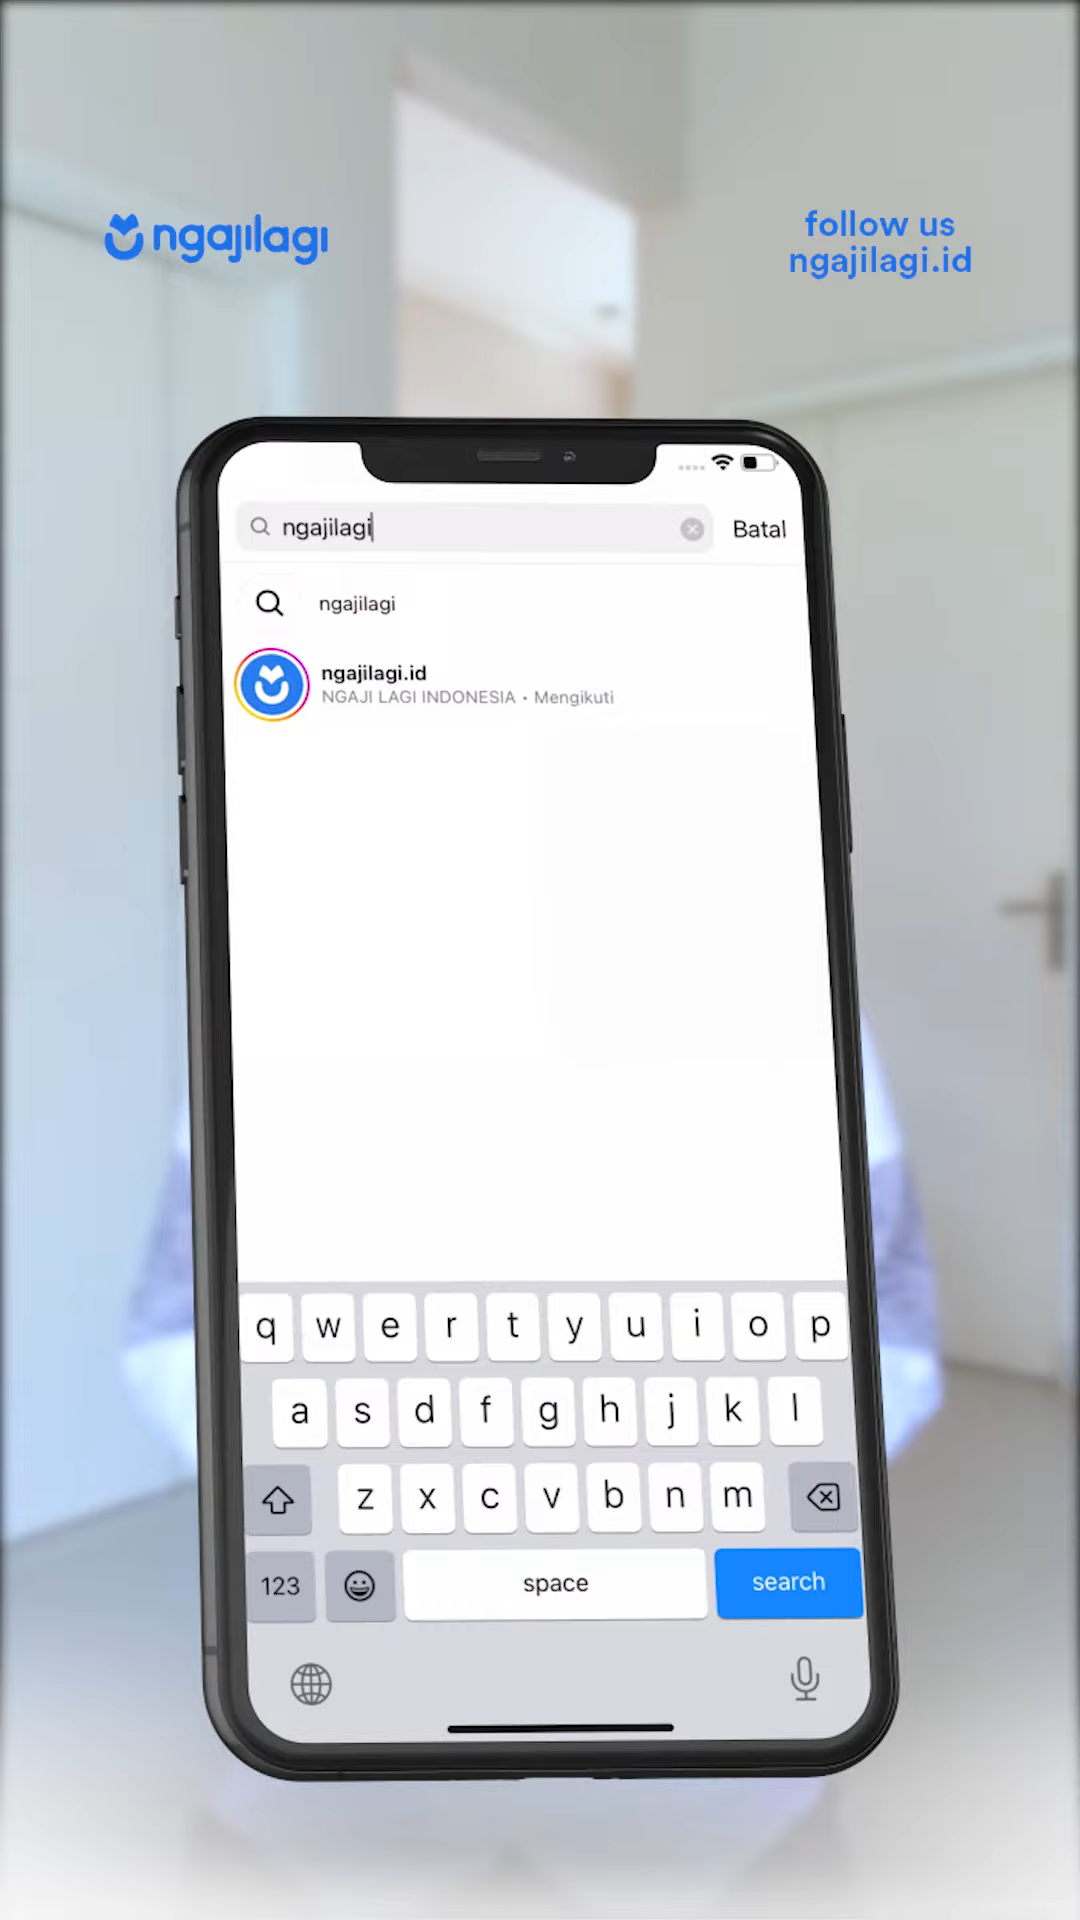 ngajilagi
follow us
ngajilagi.id
ngajilagi
Batal
ngajilagi
ngajilagi.id
NGAJI LAGI INDONESIA • Mengikuti
q w e r t y u i o p
a s d f g h j k l
z x c v b n m
123 space search